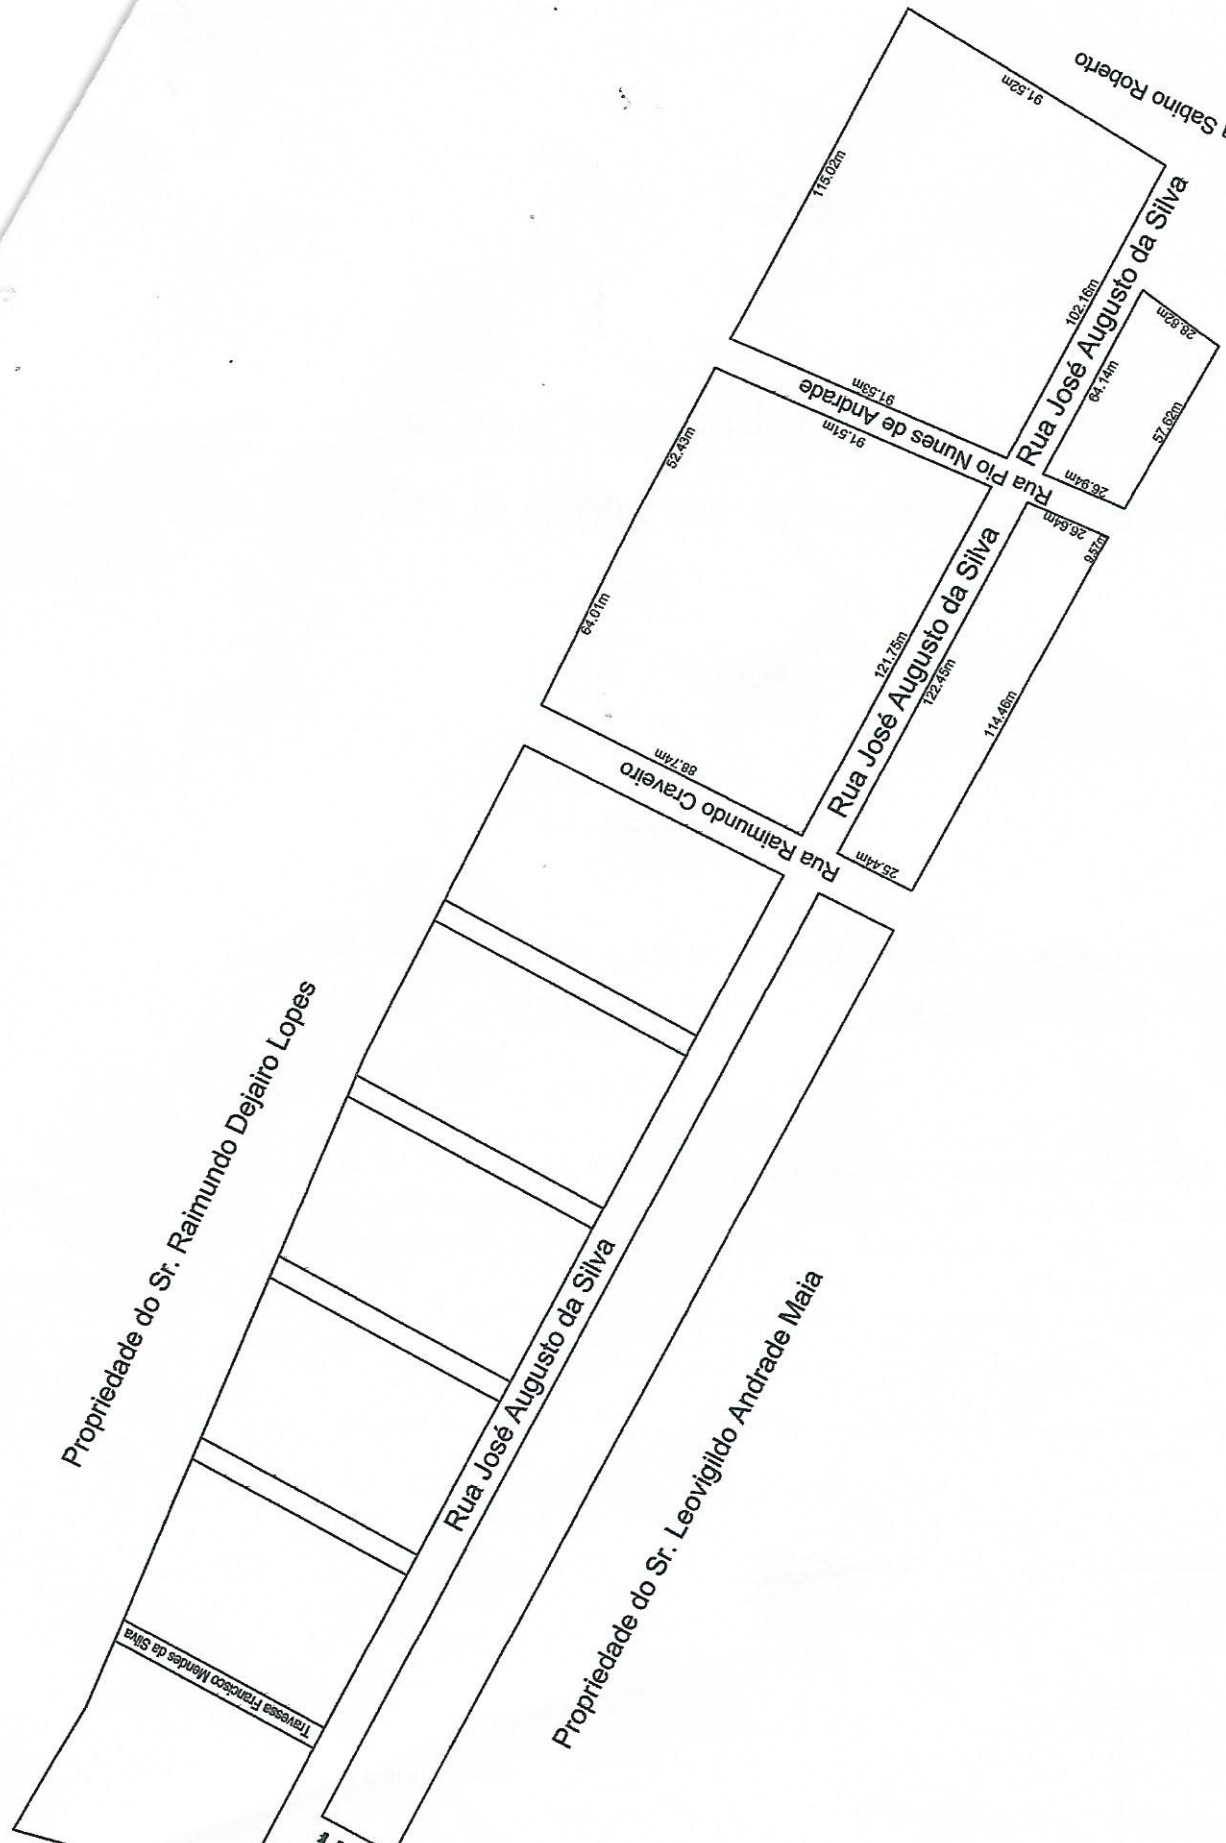 Sabino Roberto
91.52m
115.02m
102.16m
Rua José Augusto da Silva
28.82m
64.14m
57.62m
26.94m
91.53m
Rua Pio Nunes de Andrade
91.51m
52.43m
64.01m
26.64m
9.57m
121.75m
Rua José Augusto da Silva
122.45m
114.46m
88.74m
Rua Raimundo Craveiro
25.44m
Propriedade do Sr. Raimundo Dejairo Lopes
Rua José Augusto da Silva
Propriedade do Sr. Leovigildo Andrade Maia
Travessa Francisco Mendes da Silva